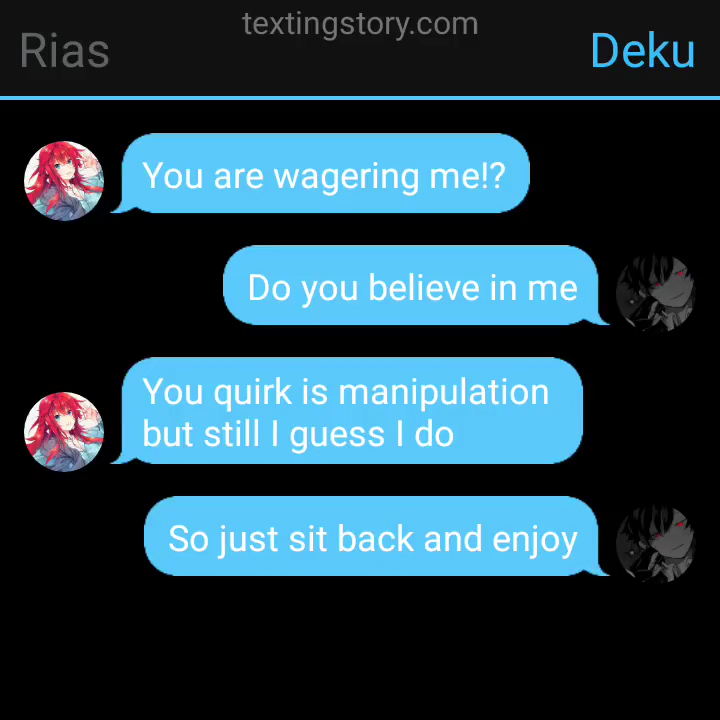 textingstory.com
Rias
Deku
You are wagering me!?
Do you believe in me
You quirk is manipulation
but still I guess I do
So just sit back and enjoy